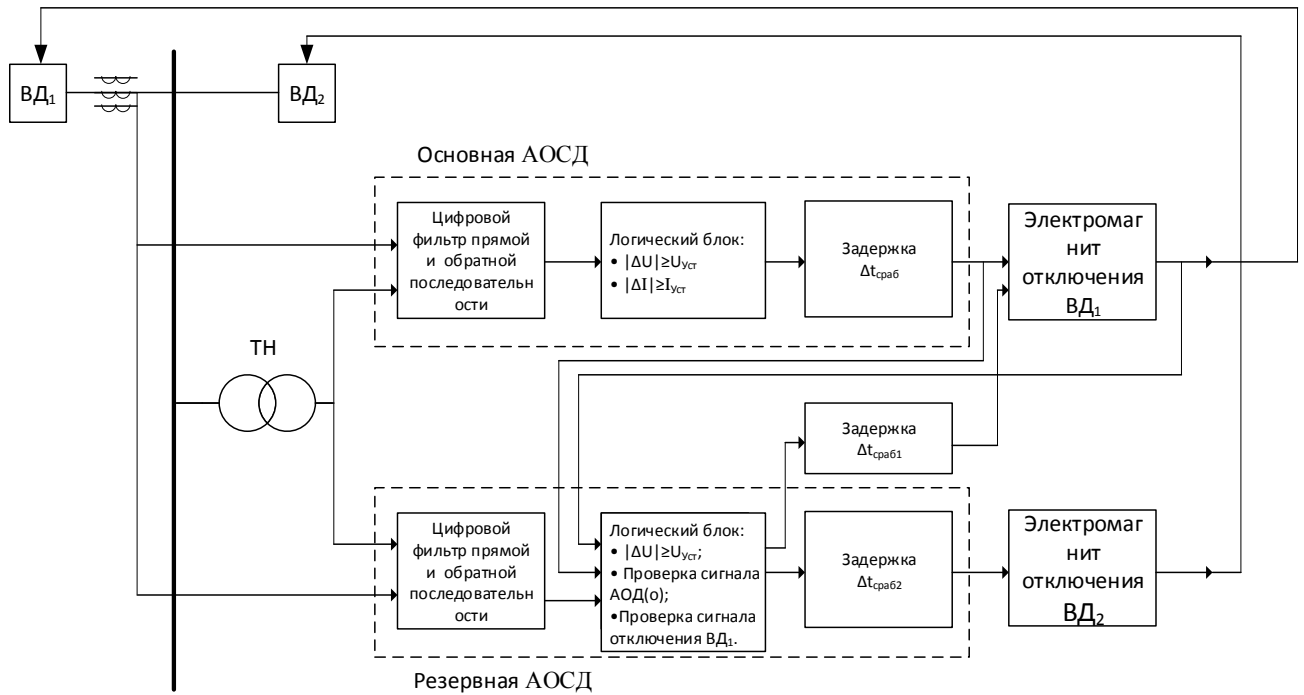 ВД₁
ВД₂
Основная АОСД
Цифровой
фильтр прямой
и обратной
последовательн
ости
Логический блок:
• |ΔU|≥Uуст
• |ΔI|≥Iуст
Задержка
Δtсраб
Электромаг
нит
отключения
ВД₁
ТН
Задержка
Δtсраб1
Цифровой
фильтр прямой
и обратной
последовательн
ости
Логический блок:
• |ΔU|≥Uуст;
• Проверка сигнала
АОД(о);
•Проверка сигнала
отключения ВД₁.
Задержка
Δtсраб2
Электромаг
нит
отключения
ВД₂
Резервная АОСД